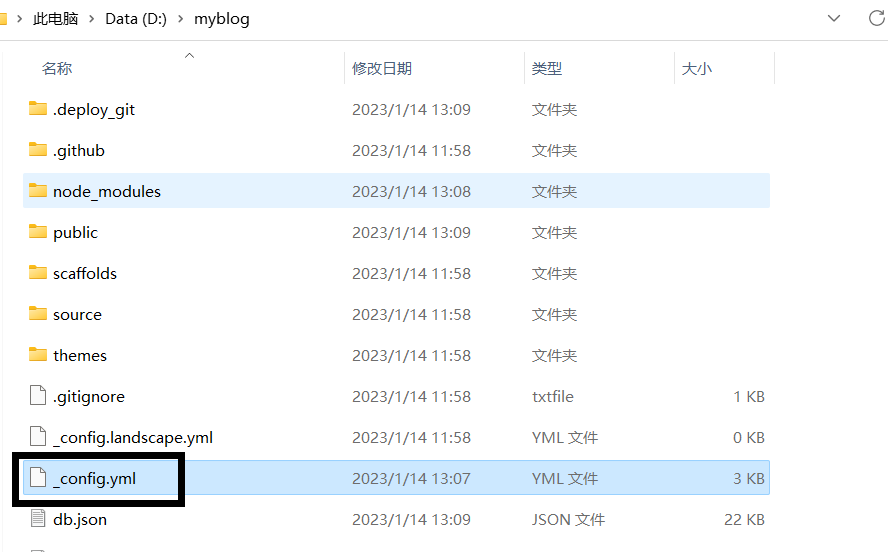 此电脑 > Data (D:) > myblog
名称 修改日期 类型 大小
.deploy_git 2023/1/14 13:09 文件夹
.github 2023/1/14 11:58 文件夹
node_modules 2023/1/14 13:08 文件夹
public 2023/1/14 13:09 文件夹
scaffolds 2023/1/14 11:58 文件夹
source 2023/1/14 11:58 文件夹
themes 2023/1/14 11:58 文件夹
.gitignore 2023/1/14 11:58 txtfile 1 KB
_config.landscape.yml 2023/1/14 11:58 YML 文件 0 KB
_config.yml 2023/1/14 13:07 YML 文件 3 KB
db.json 2023/1/14 13:09 JSON 文件 22 KB